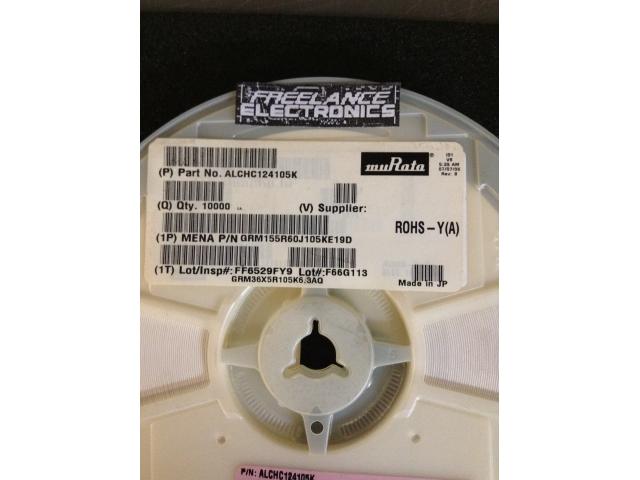 FREELANCE
ELECTRONICS
(P) Part No. ALCHC124105K
muRata
(Q) Qty. 10000
(V) Supplier:
ROHS-Y(A)
(1P) MENA P/N GRM155R60J105KE19D
(1T) Lot/Insp#: FF6529FY9 Lot#: F66G113
GRM36X5R105K6.3AQ
Made in JP
P/N: ALCHC124105K